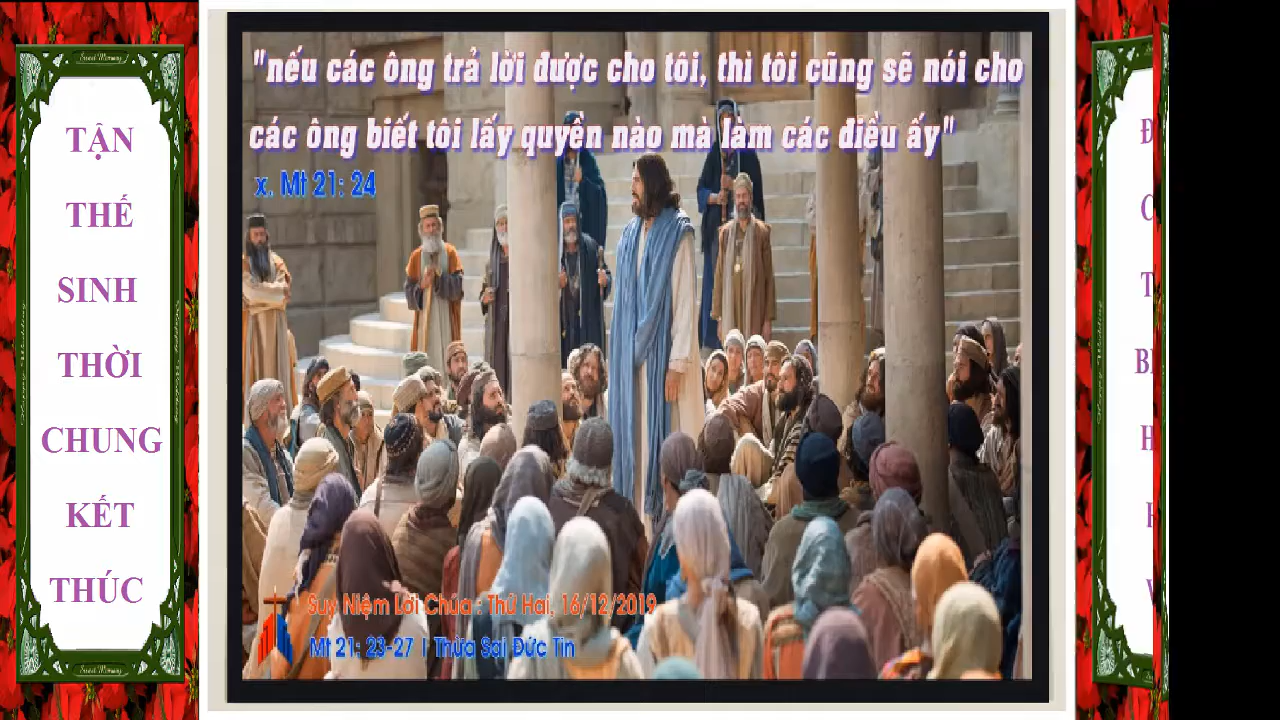 TẬN
THẾ
SINH
THỜI
CHUNG
KẾT
THÚC
"nếu các ông trả lời được cho tôi, thì tôi cũng sẽ nói cho
các ông biết tôi lấy quyền nào mà làm các điều ấy"
x. Mt 21: 24
Suy Niệm Lời Chúa : Thứ Hai, 16/12/2019
Mt 21: 23-27 | Thừa Sai Đức Tin